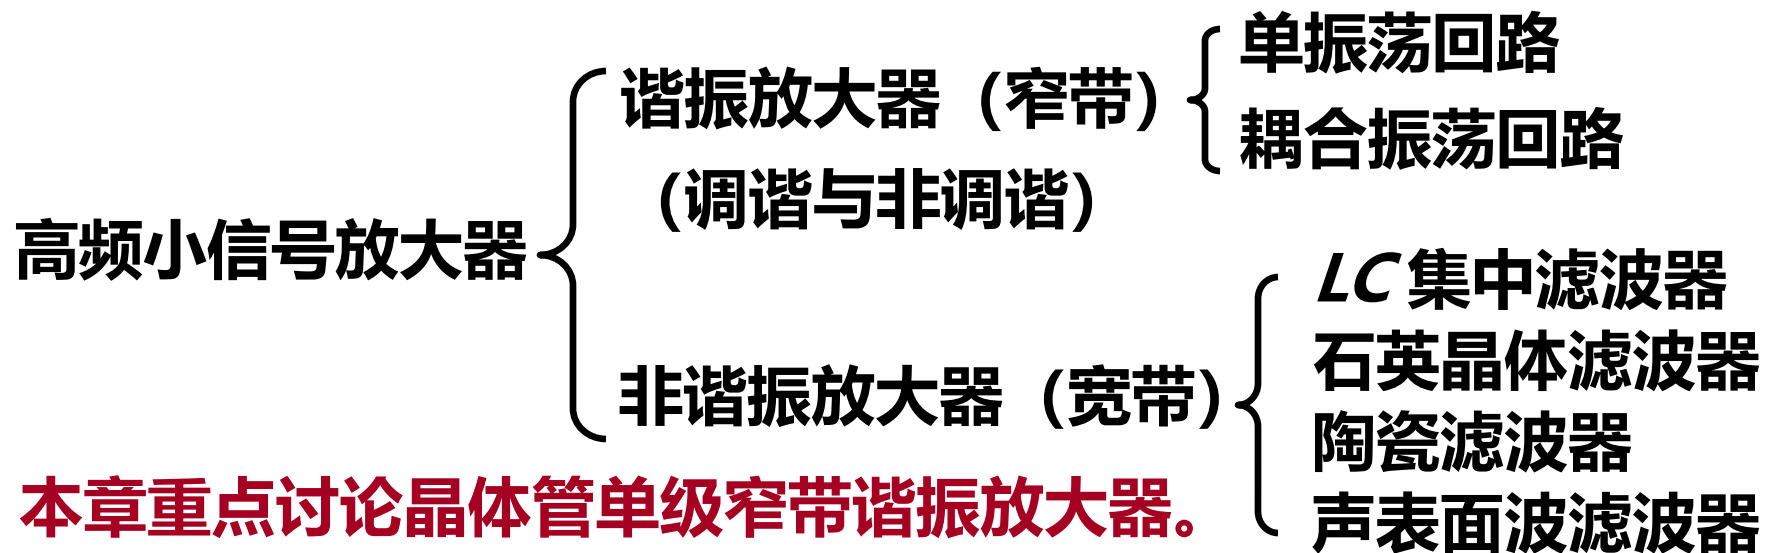 单振荡回路
谐振放大器（窄带）
耦合振荡回路
（调谐与非调谐）
高频小信号放大器
LC 集中滤波器
石英晶体滤波器
非谐振放大器（宽带）
陶瓷滤波器
声表面波滤波器
本章重点讨论晶体管单级窄带谐振放大器。